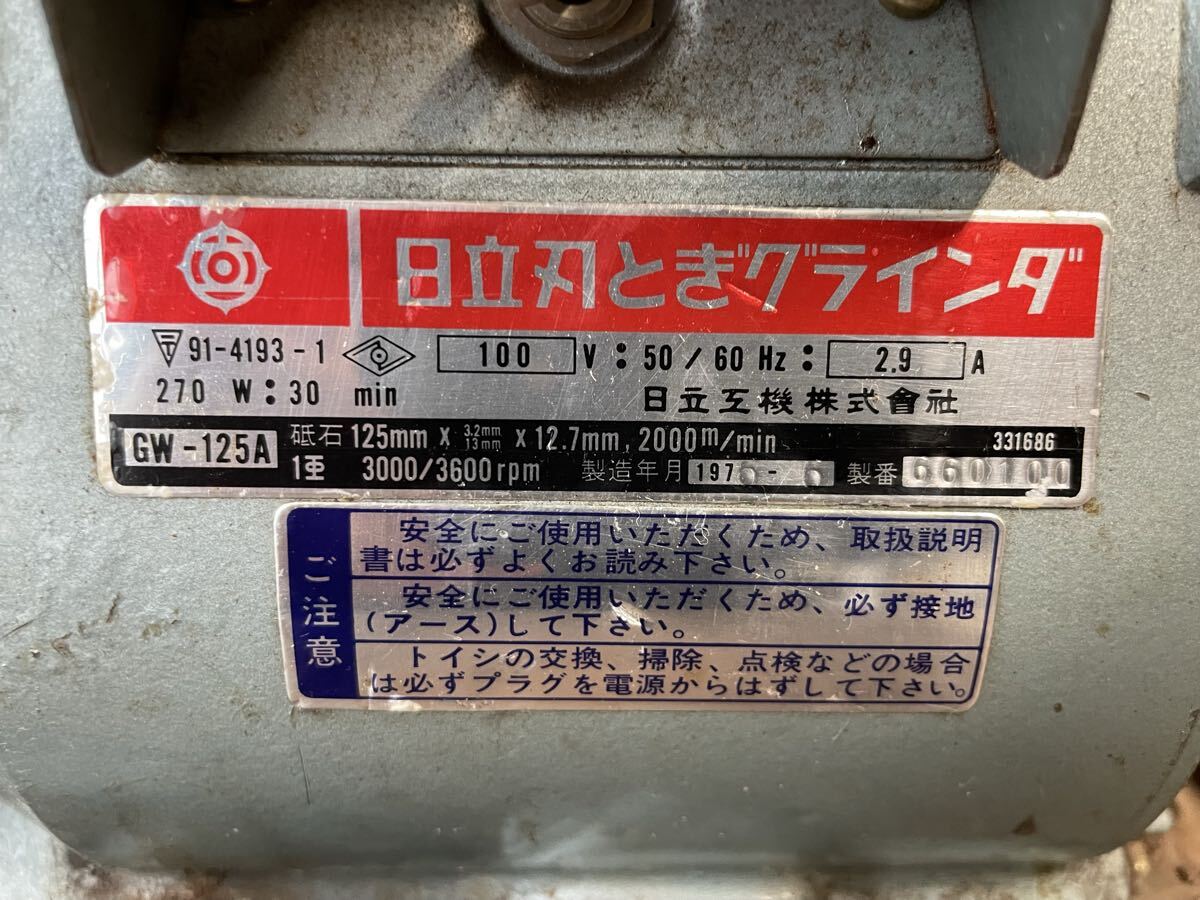 日立刃とぎグラインダ
〒 91-4193-1 100 V : 50 / 60 Hz : 2.9 A
270 W : 30 min 日立工機株式會社
GW-125A 砥石 125mm x 3.2mm 13mm x 12.7mm, 2000m/min 331686
1亜 3000/3600rpm 製造年月 1976-6 製番 660100
ご注意
安全にご使用いただくため、取扱説明
書は必ずよくお読み下さい。
安全にご使用いただくため、必ず接地
(アース)して下さい。
トイシの交換、掃除、点検などの場合
は必ずプラグを電源からはずして下さい。